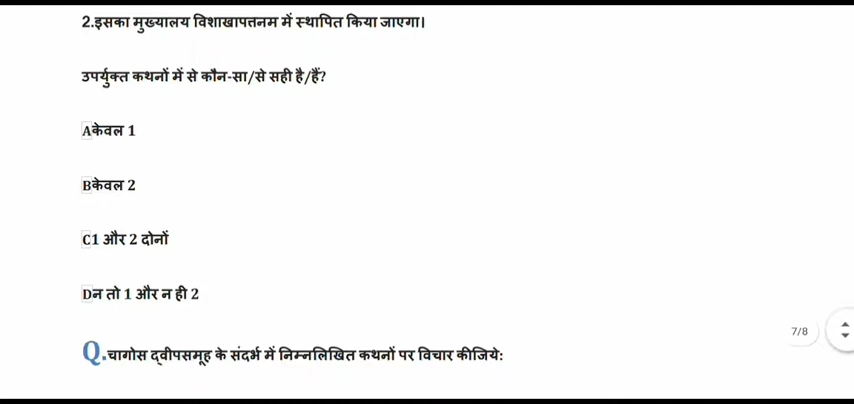 2.इसका मुख्यालय विशाखापत्तनम में स्थापित किया जाएगा।
उपर्युक्त कथनों में से कौन-सा/से सही है/हैं?
Aकेवल 1
Bकेवल 2
C1 और 2 दोनों
Dन तो 1 और न ही 2
7/8
Q.चागोस द्वीपसमूह के संदर्भ में निम्नलिखित कथनों पर विचार कीजिये: